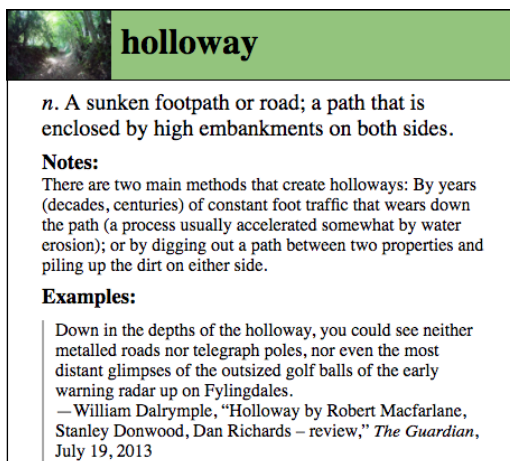 holloway
n. A sunken footpath or road; a path that is
enclosed by high embankments on both sides.
Notes:
There are two main methods that create holloways: By years
(decades, centuries) of constant foot traffic that wears down
the path (a process usually accelerated somewhat by water
erosion); or by digging out a path between two properties and
piling up the dirt on either side.
Examples:
Down in the depths of the holloway, you could see neither
metalled roads nor telegraph poles, nor even the most
distant glimpses of the outsized golf balls of the early
warning radar up on Fylingdales.
—William Dalrymple, “Holloway by Robert Macfarlane,
Stanley Donwood, Dan Richards – review,” The Guardian,
July 19, 2013